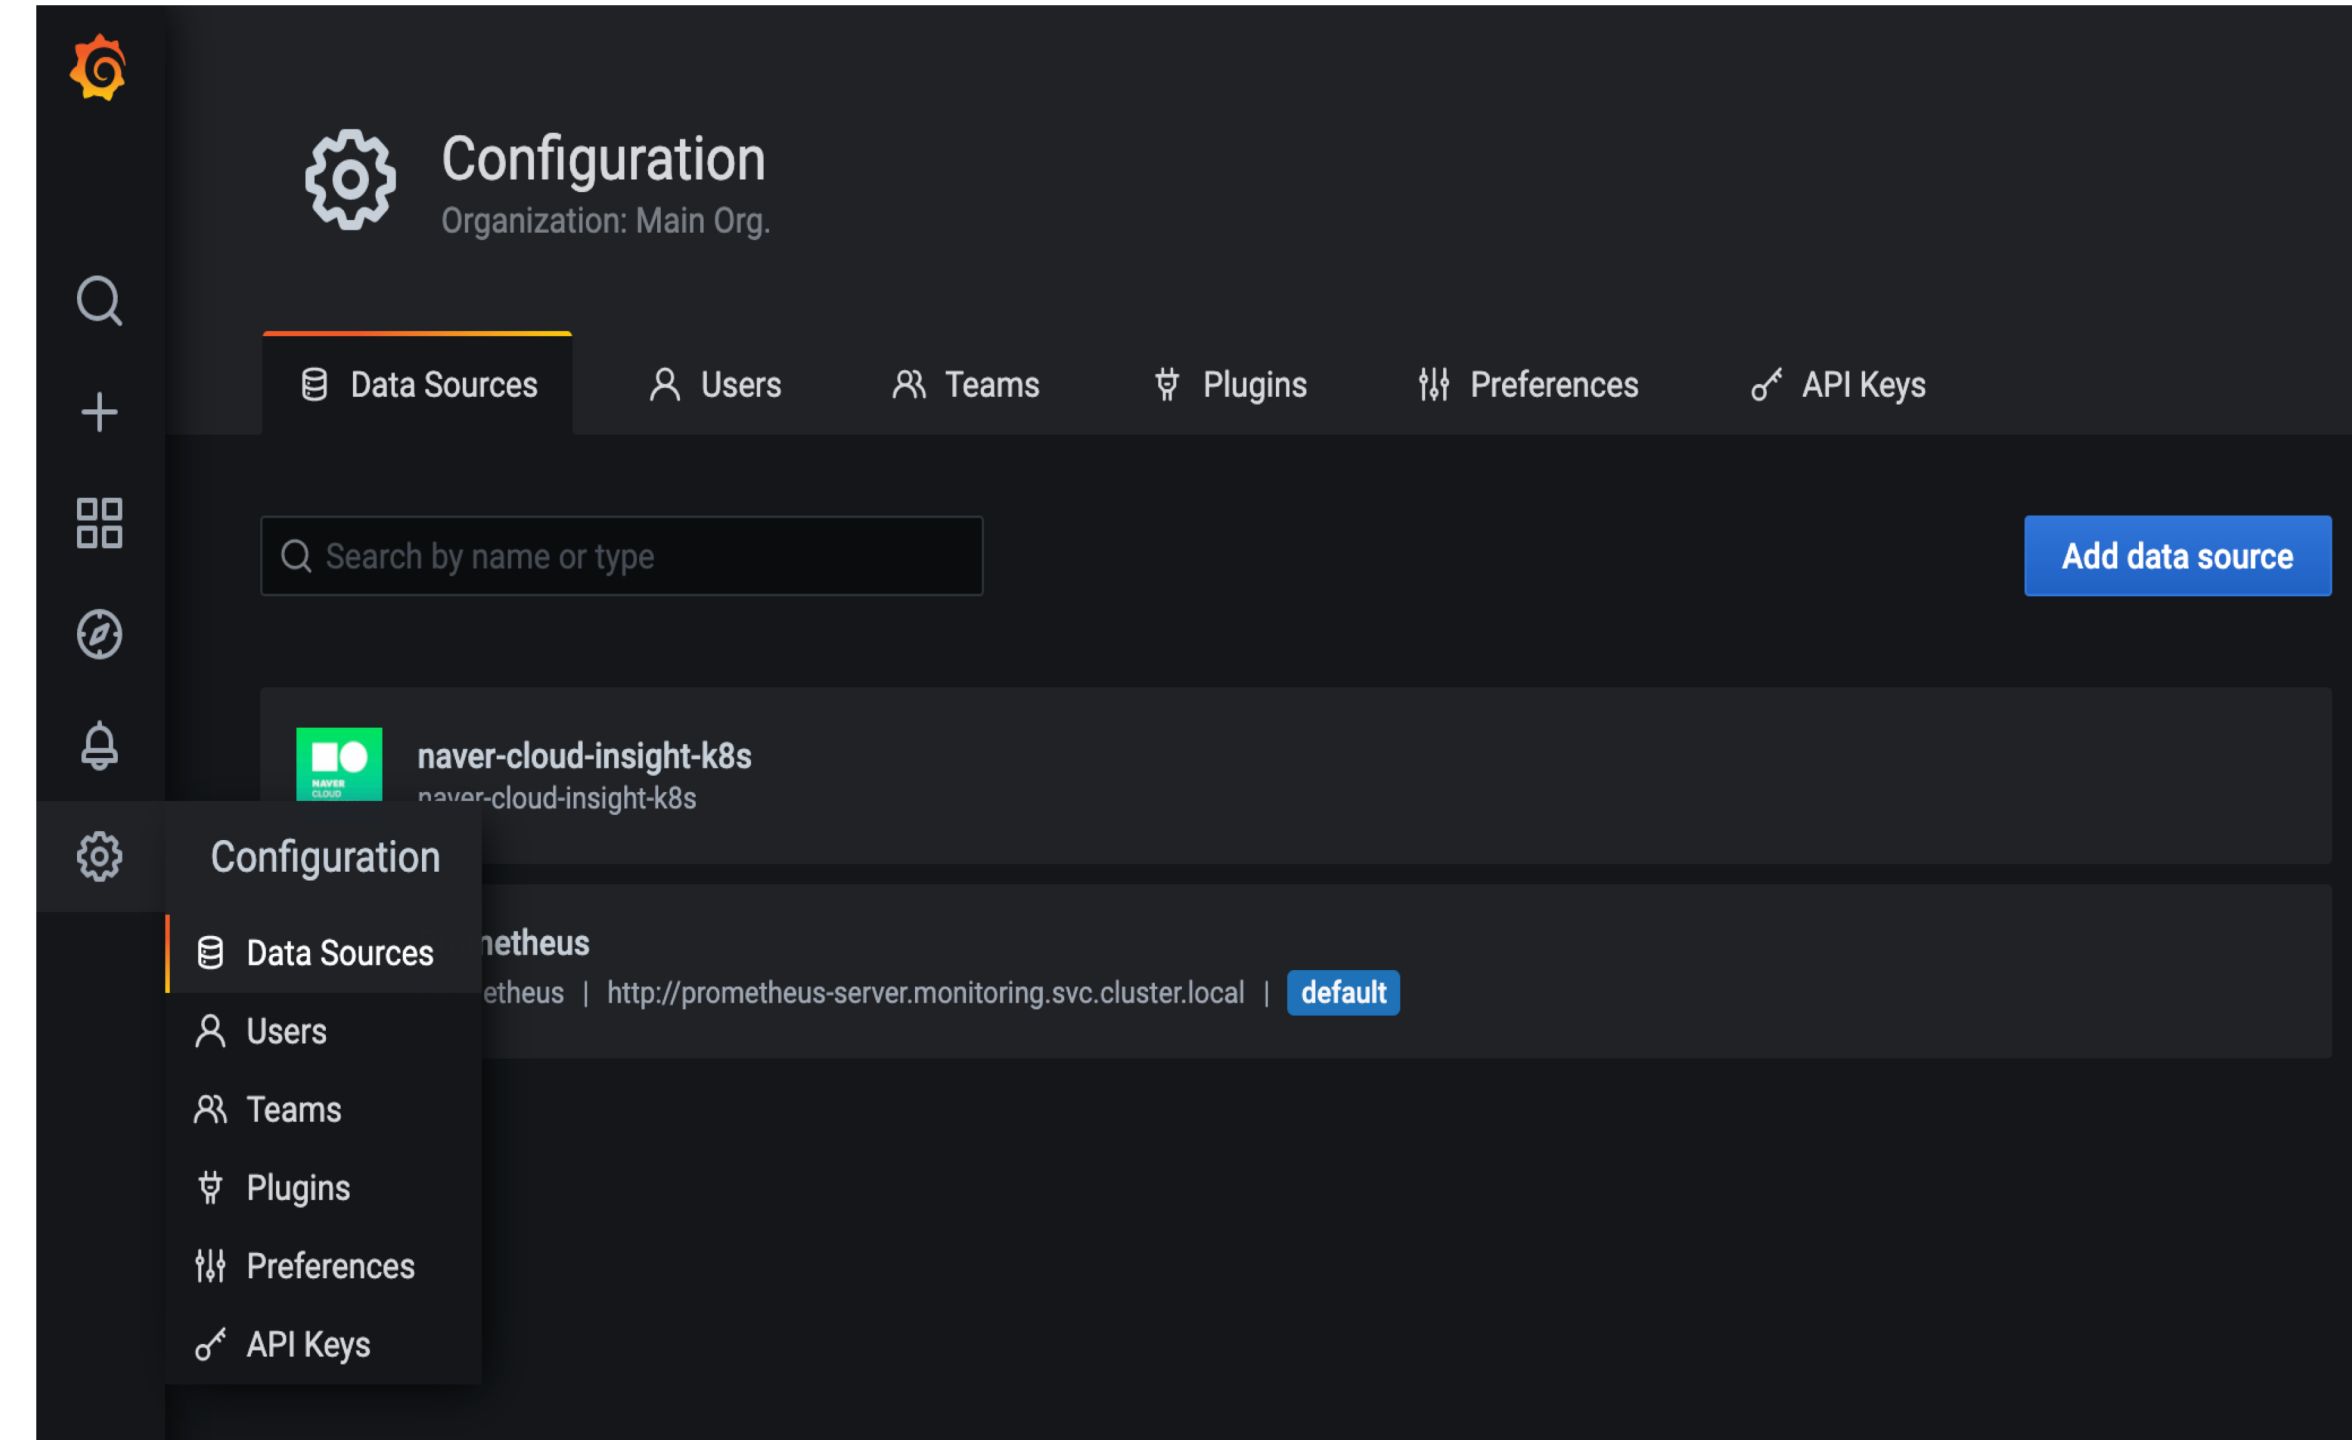 Configuration
Organization: Main Org.
Data Sources
Users
Teams
Plugins
Preferences
API Keys
Search by name or type
Add data source
NAVER
CLOUD
naver-cloud-insight-k8s
naver-cloud-insight-k8s
Configuration
Data Sources
Users
Teams
Plugins
Preferences
API Keys
netheus
etheus | http://prometheus-server.monitoring.svc.cluster.local | default